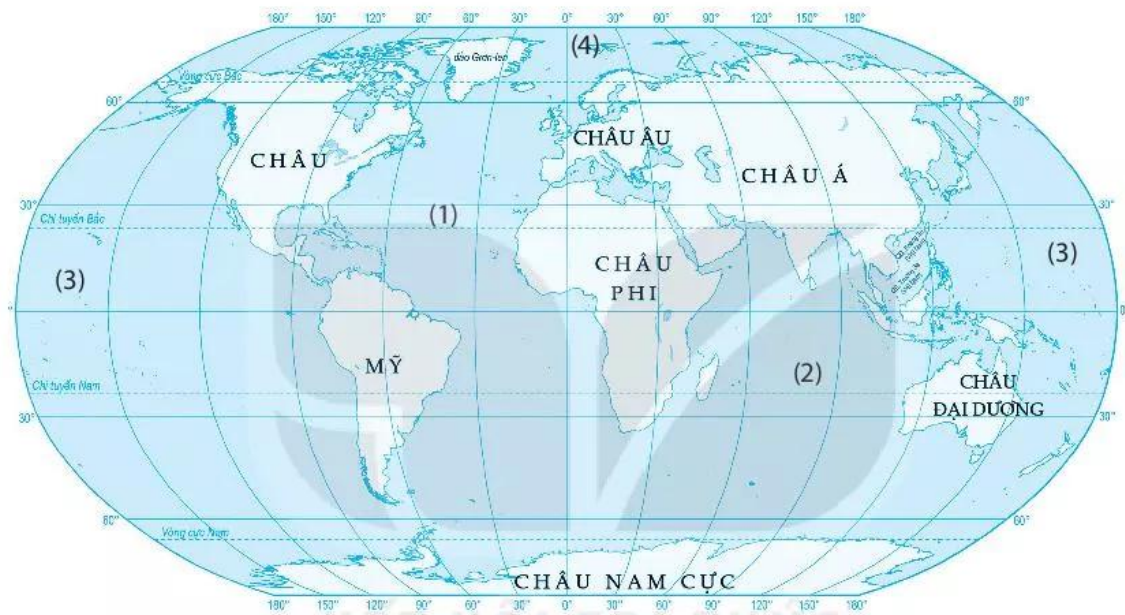 180° 150° 120° 90° 60° 30° 0° 30° 60° 90° 120° 150° 180°
(4)
đảo Grơn-len
Vòng cực Bắc
60° 60°
CHÂU ÂU
CHÂU
CHÂU Á
30° 30°
(1)
Chí tuyến Bắc
(3) (3)
CHÂU
PHI
0° 0°
MỸ
(2)
CHÂU
ĐẠI DƯƠNG
Chí tuyến Nam
30° 30°
60° 60°
Vòng cực Nam
CHÂU NAM CỰC
180° 150° 120° 90° 60° 30° 0° 30° 60° 90° 120° 150° 180°